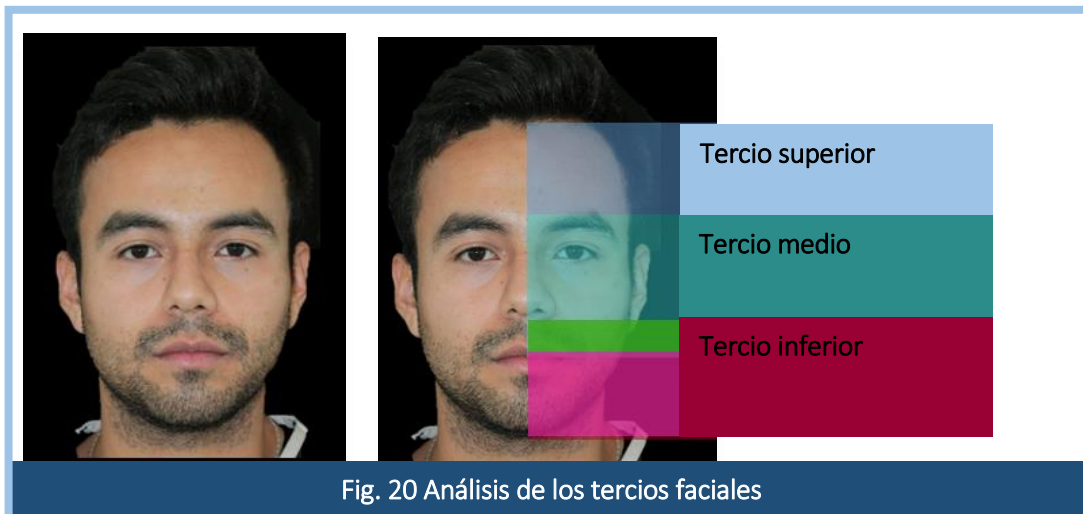 Tercio superior
Tercio medio
Tercio inferior
Fig. 20 Análisis de los tercios faciales